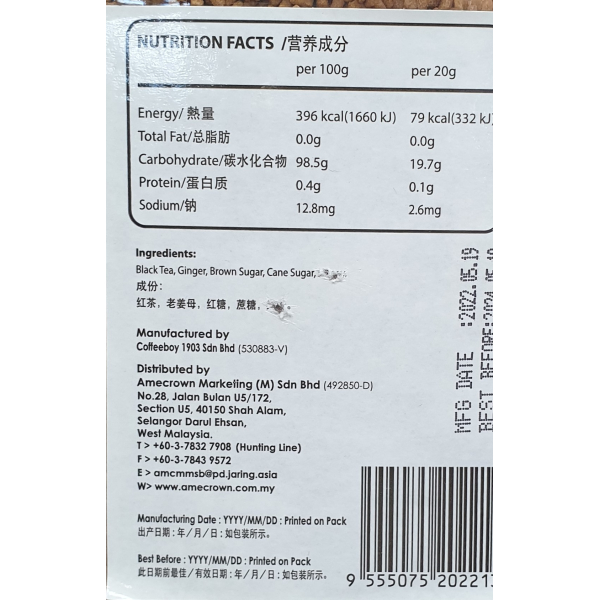 NUTRITION FACTS /营养成分
per 100g per 20g
Energy/ 熱量 396 kcal(1660 kJ) 79 kcal(332 kJ
Total Fat/总脂肪 0.0g 0.0g
Carbohydrate/碳水化合物 98.5g 19.7g
Protein/蛋白质 0.4g 0.1g
Sodium/钠 12.8mg 2.6mg
Ingredients:
Black Tea, Ginger, Brown Sugar, Cane Sugar,
成份：
红茶，老姜母，红糖，蔗糖，
Manufactured by
Coffeeboy 1903 Sdn Bhd (530883-V)
Distributed by
Amecrown Marketing (M) Sdn Bhd (492850-D)
No.28, Jalan Bulan U5/172,
Section U5, 40150 Shah Alam,
Selangor Darul Ehsan,
West Malaysia.
T > +60-3-7832 7908 (Hunting Line)
F > +60-3-7843 9572
E > amcmmsb@pd.jaring.asia
W> www.amecrown.com.my
Manufacturing Date : YYYY/MM/DD : Printed on Pack
出产日期 : 年 / 月 / 日 : 如包装所示。
Best Before : YYYY/MM/DD : Printed on Pack
此日期前最佳 / 有效日期 : 年 / 月 / 日 : 如包装所示。
MFG DATE :2022.05.19
BEST BEFORE:2024.05.19
9 555075 202213